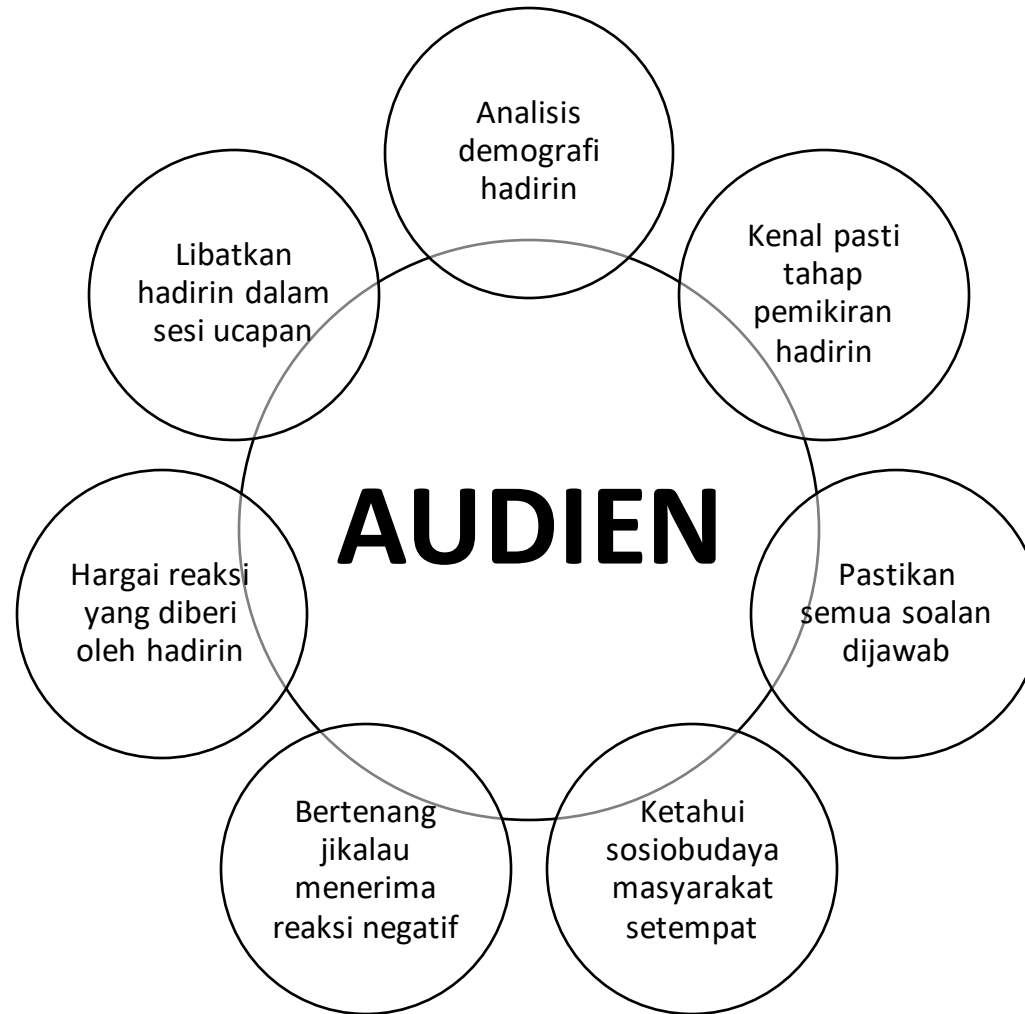 Analisis
demografi
hadirin
Kenal pasti
tahap
pemikiran
hadirin
Pastikan
semua soalan
dijawab
Ketahui
sosiobudaya
masyarakat
setempat
Bertenang
jikalau
menerima
reaksi negatif
Hargai reaksi
yang diberi
oleh hadirin
Libatkan
hadirin dalam
sesi ucapan
AUDIEN